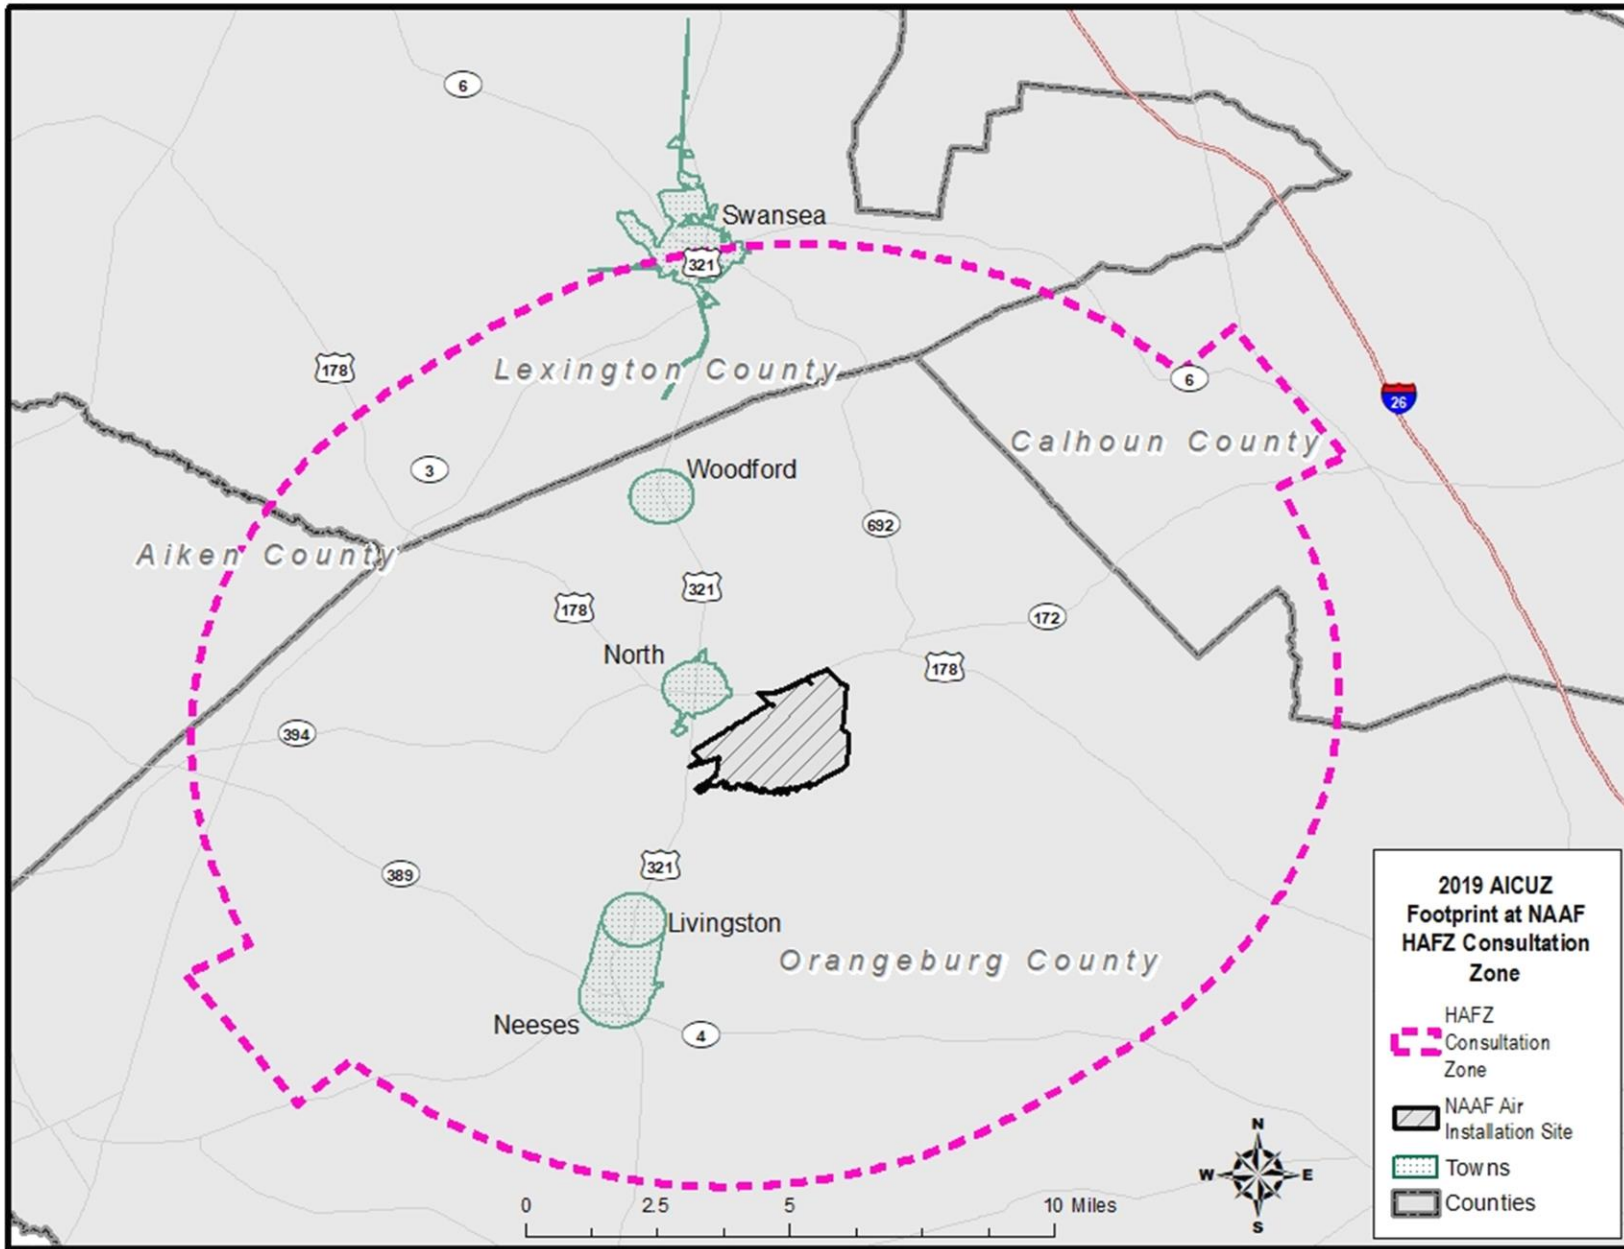 6
Swansea
321
178
Lexington County
6
26
Calhoun County
3
Woodford
692
Aiken County
321
178
172
North
178
394
389
321
Livingston
Orangeburg County
Neeses
4
2019 AICUZ
Footprint at NAAF
HAFZ Consultation
Zone
HAFZ
Consultation
Zone
NAAF Air
Installation Site
Towns
Counties
N
W E
S
0 2.5 5 10 Miles